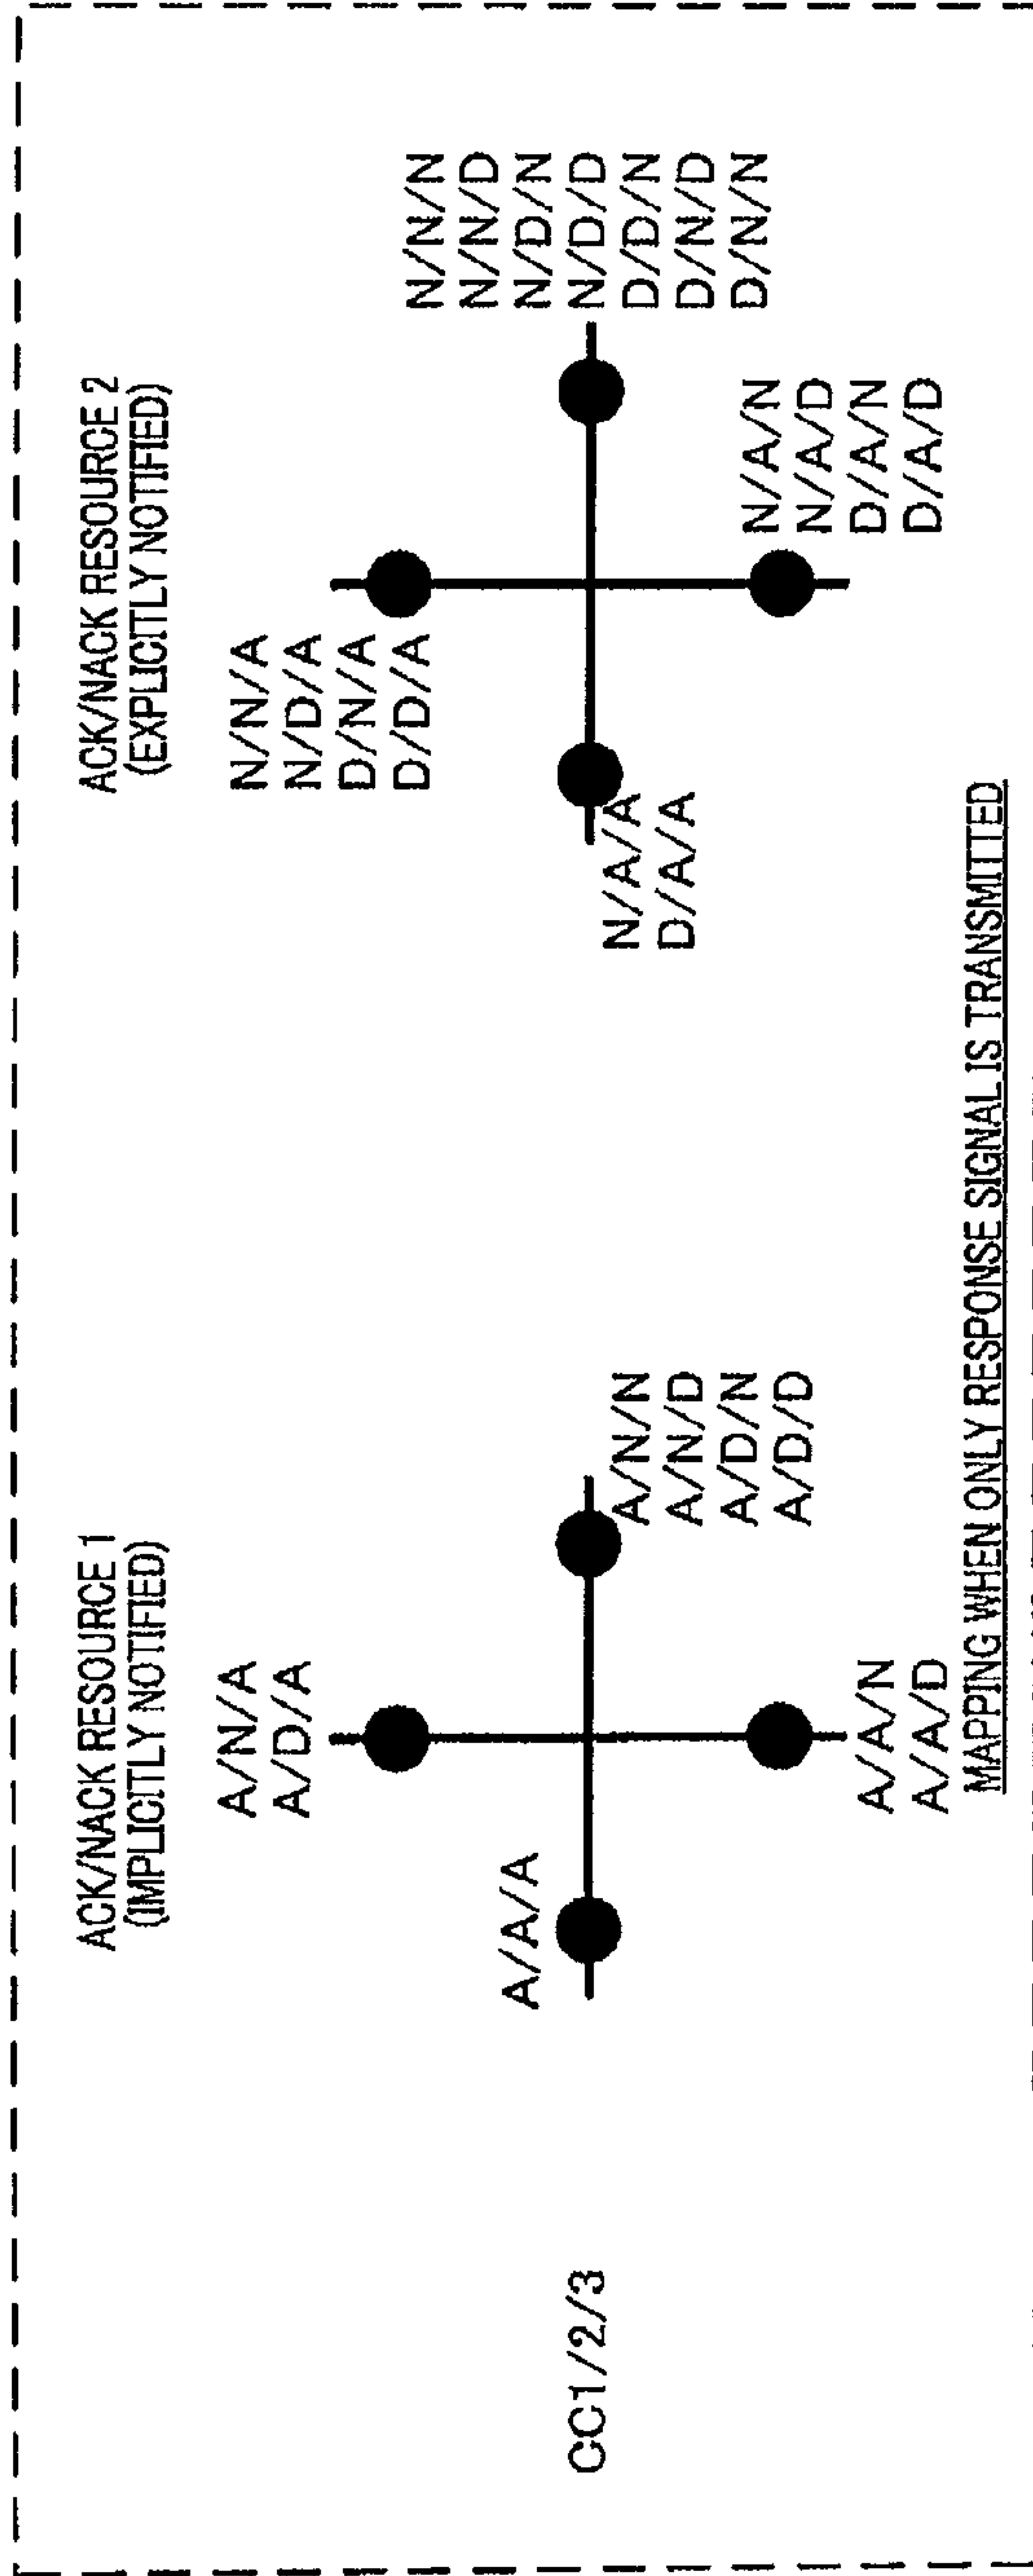 ACK/NACK RESOURCE 1
(IMPLICITLY NOTIFIED)
A/N/A
A/D/A
A/A/A
A/N/N
A/N/D
A/D/N
A/D/D
A/A/N
A/A/D
ACK/NACK RESOURCE 2
(EXPLICITLY NOTIFIED)
N/N/A
N/D/A
D/N/A
D/D/A
N/A/A
D/A/A
N/N/N
N/N/D
N/D/N
N/D/D
D/D/N
D/N/D
D/N/N
N/A/N
N/A/D
D/A/N
D/A/D
CC1/2/3
MAPPING WHEN ONLY RESPONSE SIGNAL IS TRANSMITTED